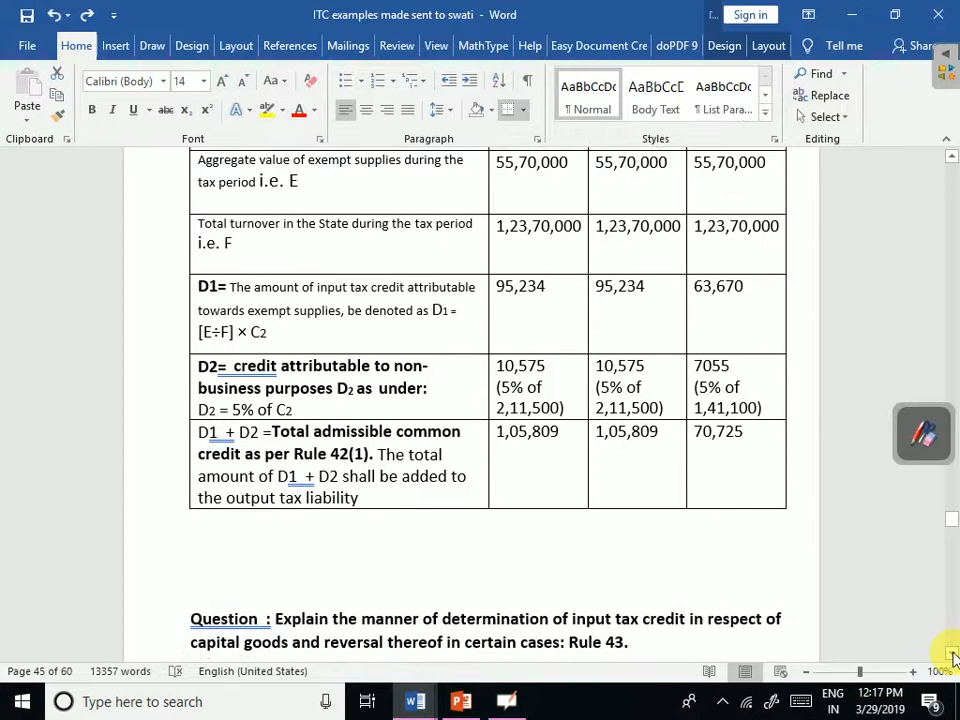 ITC examples made sent to swati - Word
Sign in
File Home Insert Draw Design Layout References Mailings Review View MathType Help Easy Document Cre doPDF 9 Design Layout Tell me Share
Paste
Calibri (Body) 14
AaBbCcDc AaBbCcD AaBbCcDc
¶ Normal Body Text ¶ List Para...
Find
Replace
Select
Clipboard Font Paragraph Styles Editing
Aggregate value of exempt supplies during the
tax period i.e. E
55,70,000 55,70,000 55,70,000
Total turnover in the State during the tax period
i.e. F
1,23,70,000 1,23,70,000 1,23,70,000
D1= The amount of input tax credit attributable
towards exempt supplies, be denoted as D1 =
[E÷F] × C2
95,234 95,234 63,670
D2= credit attributable to non-
business purposes D2 as under:
D2 = 5% of C2
10,575 10,575 7055
(5% of (5% of (5% of
2,11,500) 2,11,500) 1,41,100)
D1 + D2 =Total admissible common
credit as per Rule 42(1). The total
amount of D1 + D2 shall be added to
the output tax liability
1,05,809 1,05,809 70,725
Question : Explain the manner of determination of input tax credit in respect of
capital goods and reversal thereof in certain cases: Rule 43.
Page 45 of 60 13357 words English (United States) 100%
Type here to search
ENG
IN
12:17 PM
3/29/2019
9